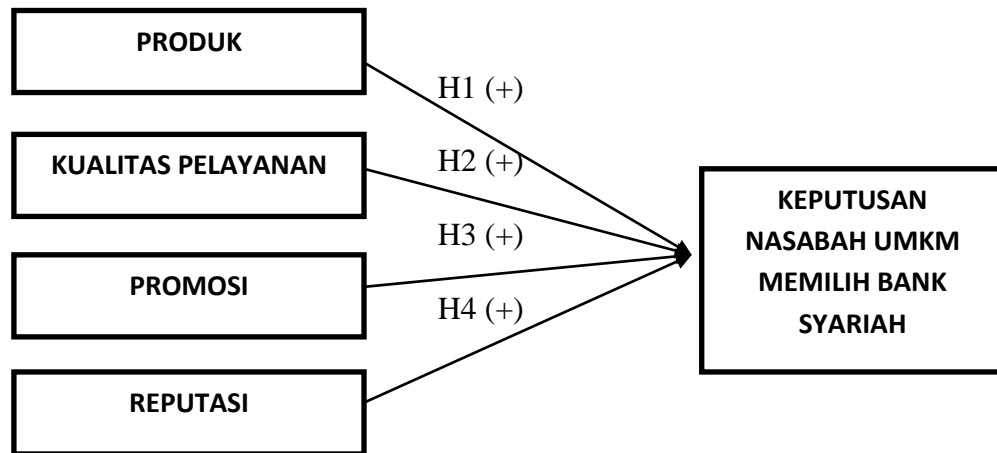 PRODUK
H1 (+)
KUALITAS PELAYANAN
H2 (+)
H3 (+)
PROMOSI
H4 (+)
REPUTASI
KEPUTUSAN
NASABAH UMKM
MEMILIH BANK
SYARIAH